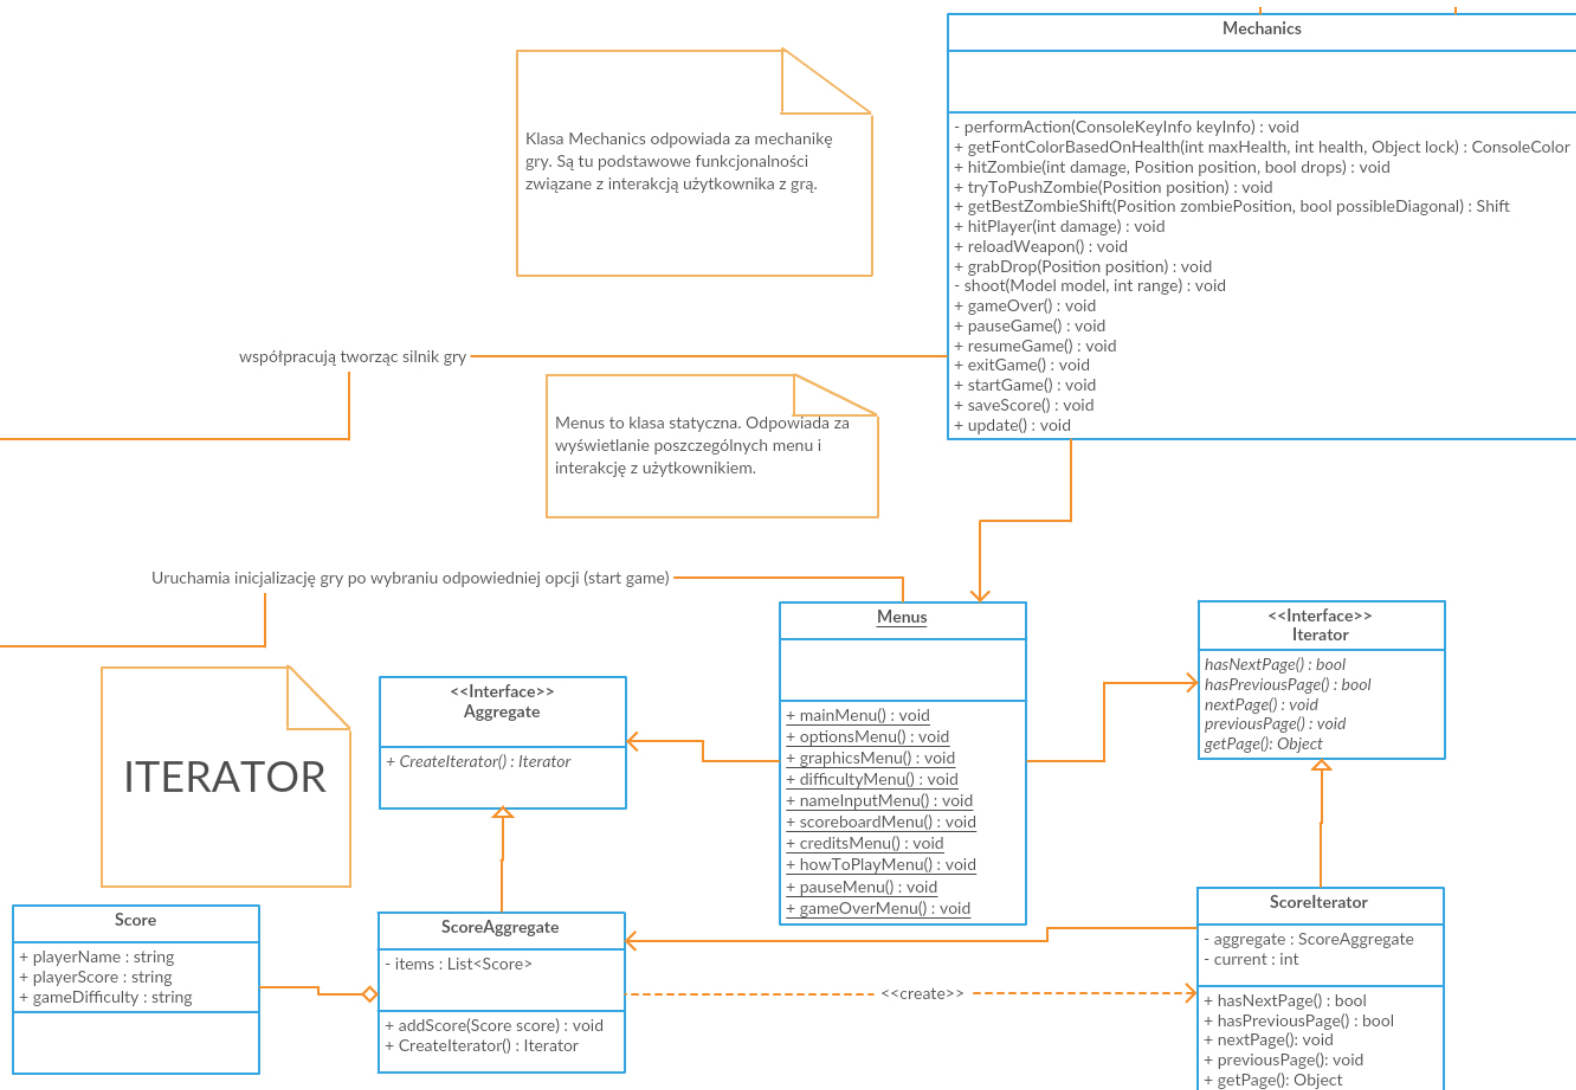 Mechanics
- performAction(ConsoleKeyInfo keyInfo) : void
+ getFontColorBasedOnHealth(int maxHealth, int health, Object lock) : ConsoleColor
+ hitZombie(int damage, Position position, bool drops) : void
+ tryToPushZombie(Position position) : void
+ getBestZombieShift(Position zombiePosition, bool possibleDiagonal) : Shift
+ hitPlayer(int damage) : void
+ reloadWeapon() : void
+ grabDrop(Position position) : void
- shoot(Model model, int range) : void
+ gameOver() : void
+ pauseGame() : void
+ resumeGame() : void
+ exitGame() : void
+ startGame() : void
+ saveScore() : void
+ update() : void
Klasa Mechanics odpowiada za mechanikę
gry. Są tu podstawowe funkcjonalności
związane z interakcją użytkownika z grą.
współpracują tworząc silnik gry
Menus to klasa statyczna. Odpowiada za
wyświetlanie poszczególnych menu i
interakcję z użytkownikiem.
Uruchamia inicjalizację gry po wybraniu odpowiedniej opcji (start game)
Menus
+ mainMenu() : void
+ optionsMenu() : void
+ graphicsMenu() : void
+ difficultyMenu() : void
+ nameInputMenu() : void
+ scoreboardMenu() : void
+ creditsMenu() : void
+ howToPlayMenu() : void
+ pauseMenu() : void
+ gameOverMenu() : void
<<Interface>>
Iterator
hasNextPage() : bool
hasPreviousPage() : bool
nextPage() : void
previousPage() : void
getPage(): Object
ITERATOR
<<Interface>>
Aggregate
+ CreateIterator() : Iterator
Score
+ playerName : string
+ playerScore : string
+ gameDifficulty : string
ScoreAggregate
- items : List<Score>
+ addScore(Score score) : void
+ CreateIterator() : Iterator
<<create>>
ScoreIterator
- aggregate : ScoreAggregate
- current : int
+ hasNextPage() : bool
+ hasPreviousPage() : bool
+ nextPage(): void
+ previousPage(): void
+ getPage(): Object